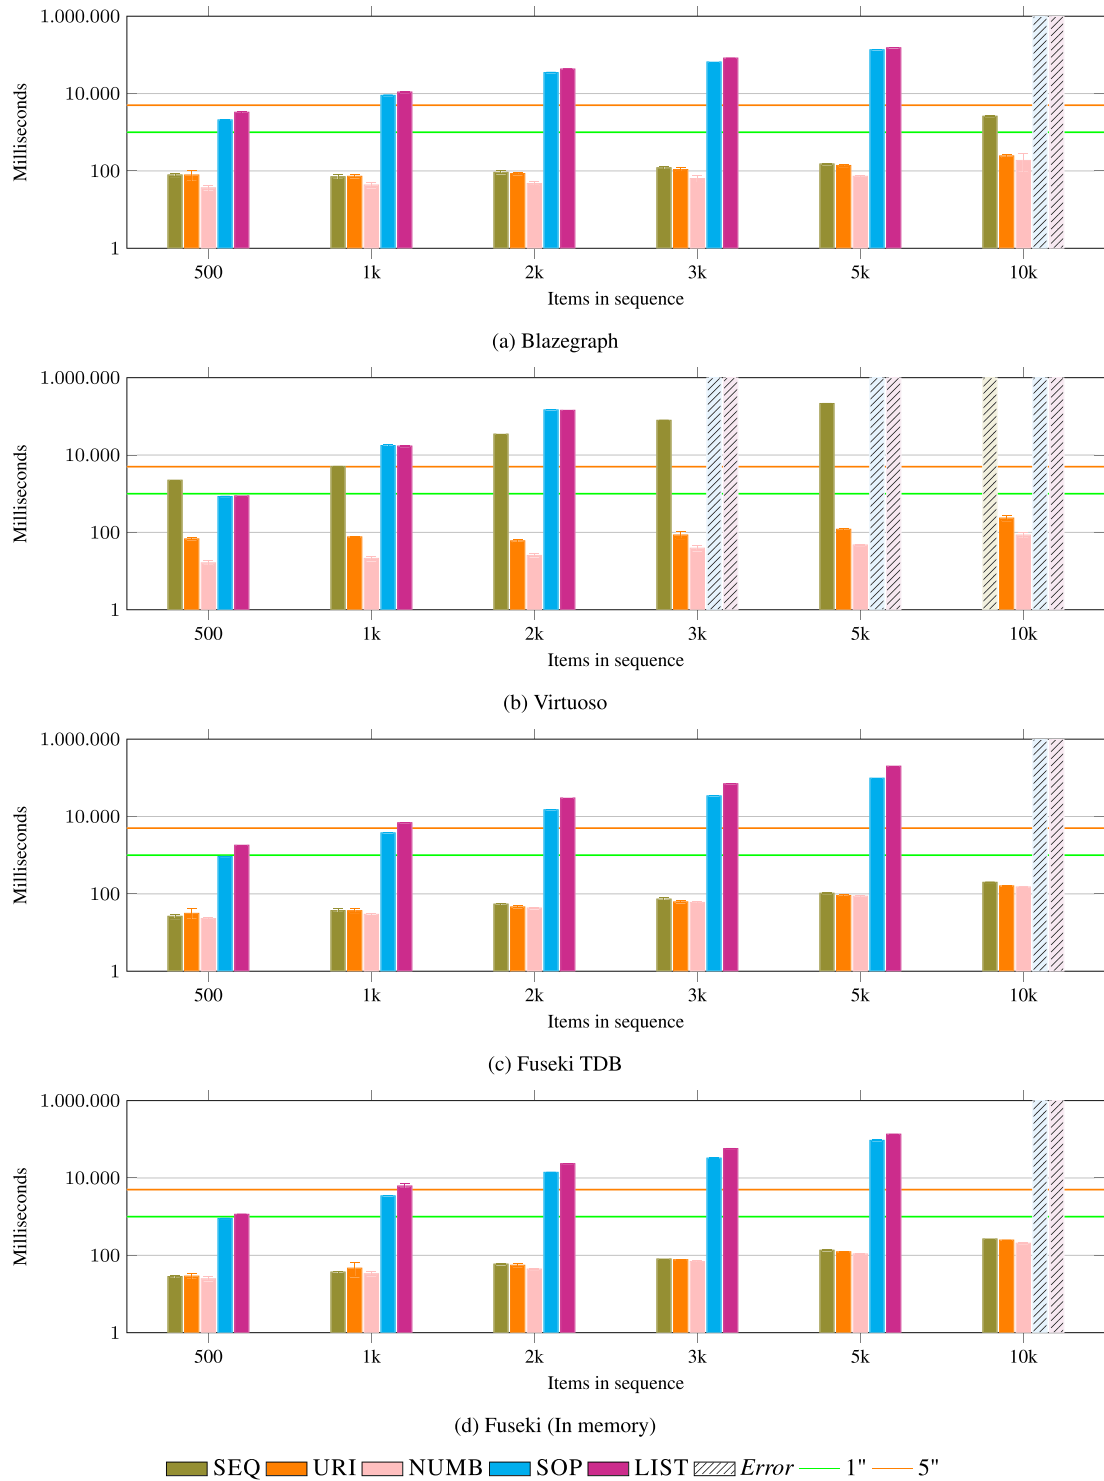 1.000.000
10.000
100
1
Milliseconds
500 1k 2k 3k 5k 10k
Items in sequence
(a) Blazegraph
1.000.000
10.000
100
1
Milliseconds
500 1k 2k 3k 5k 10k
Items in sequence
(b) Virtuoso
1.000.000
10.000
100
1
Milliseconds
500 1k 2k 3k 5k 10k
Items in sequence
(c) Fuseki TDB
1.000.000
10.000
100
1
Milliseconds
500 1k 2k 3k 5k 10k
Items in sequence
(d) Fuseki (In memory)
SEQ URI NUMB SOP LIST Error 1" 5"